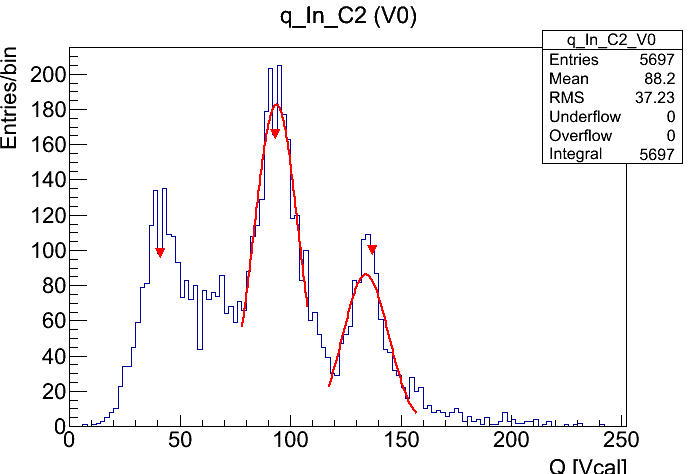 q_In_C2 (V0)
q_In_C2_V0
Entries 5697
Mean 88.2
RMS 37.23
Underflow 0
Overflow 0
Integral 5697
Entries/bin
200
180
160
140
120
100
80
60
40
20
0
0 50 100 150 200 250
Q [Vcal]